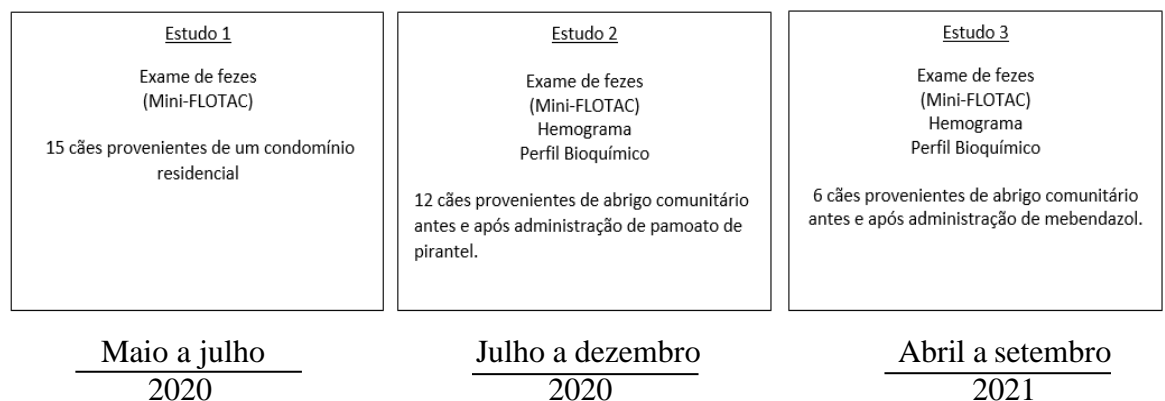 Estudo 1
Exame de fezes
(Mini-FLOTAC)
15 cães provenientes de um condomínio
residencial
Estudo 2
Exame de fezes
(Mini-FLOTAC)
Hemograma
Perfil Bioquímico
12 cães provenientes de abrigo comunitário
antes e após administração de pamoato de
pirantel.
Estudo 3
Exame de fezes
(Mini-FLOTAC)
Hemograma
Perfil Bioquímico
6 cães provenientes de abrigo comunitário
antes e após administração de mebendazol.
Maio a julho
2020
Julho a dezembro
2020
Abril a setembro
2021